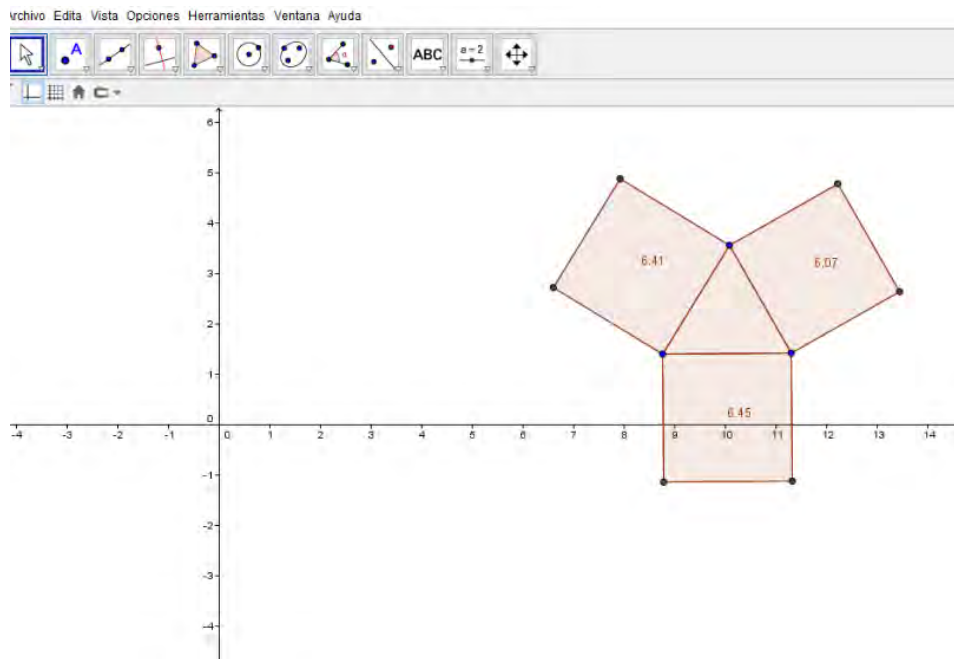 Archivo Edita Vista Opciones Herramientas Ventana Ayuda
A
α
ABC
a=2
6
5
4
3
2
1
0
-1
-2
-3
-4
-4 -3 -2 -1 0 1 2 3 4 5 6 7 8 9 10 11 12 13 14
6.41
6.07
6.45